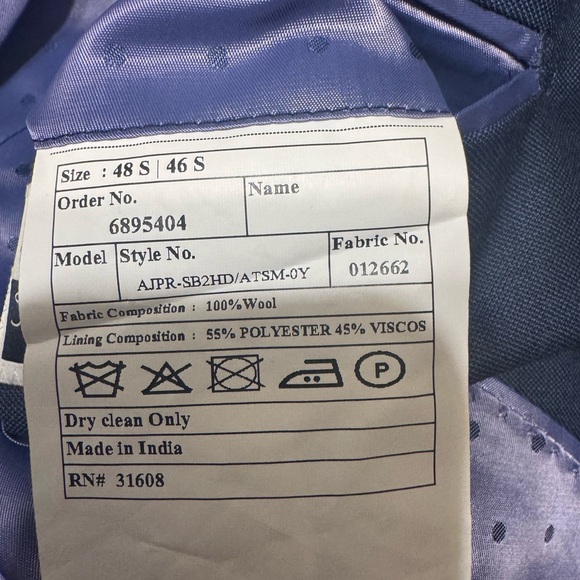 Size : 48 S | 46 S
Order No. Name
6895404
Model Style No. Fabric No.
AJPR-SB2HD/ATSM-0Y 012662
Fabric Composition : 100%Wool
Lining Composition : 55% POLYESTER 45% VISCOS
P
Dry clean Only
Made in India
RN# 31608